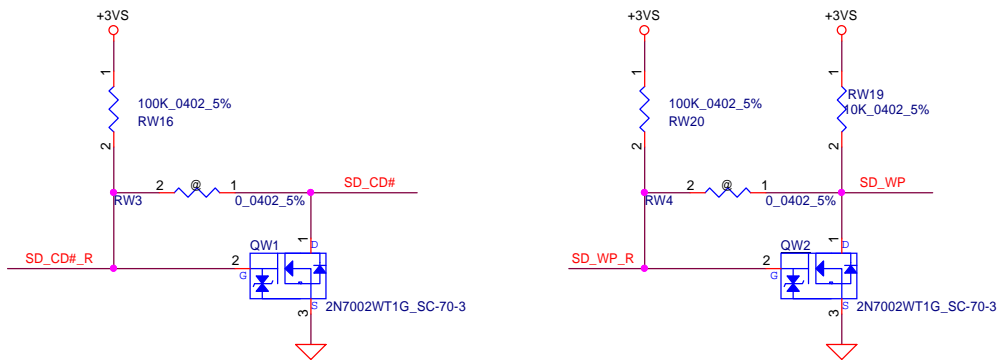 +3VS
+3VS
+3VS
1
1
1
100K_0402_5%
RW16
100K_0402_5%
RW20
RW19
10K_0402_5%
2
2
2
2
@
1
SD_CD#
2
@
1
SD_WP
RW3
0_0402_5%
RW4
0_0402_5%
1
D
1
D
SD_CD#_R
2
QW1
SD_WP_R
2
QW2
G
G
S
2N7002WT1G_SC-70-3
S
2N7002WT1G_SC-70-3
3
3